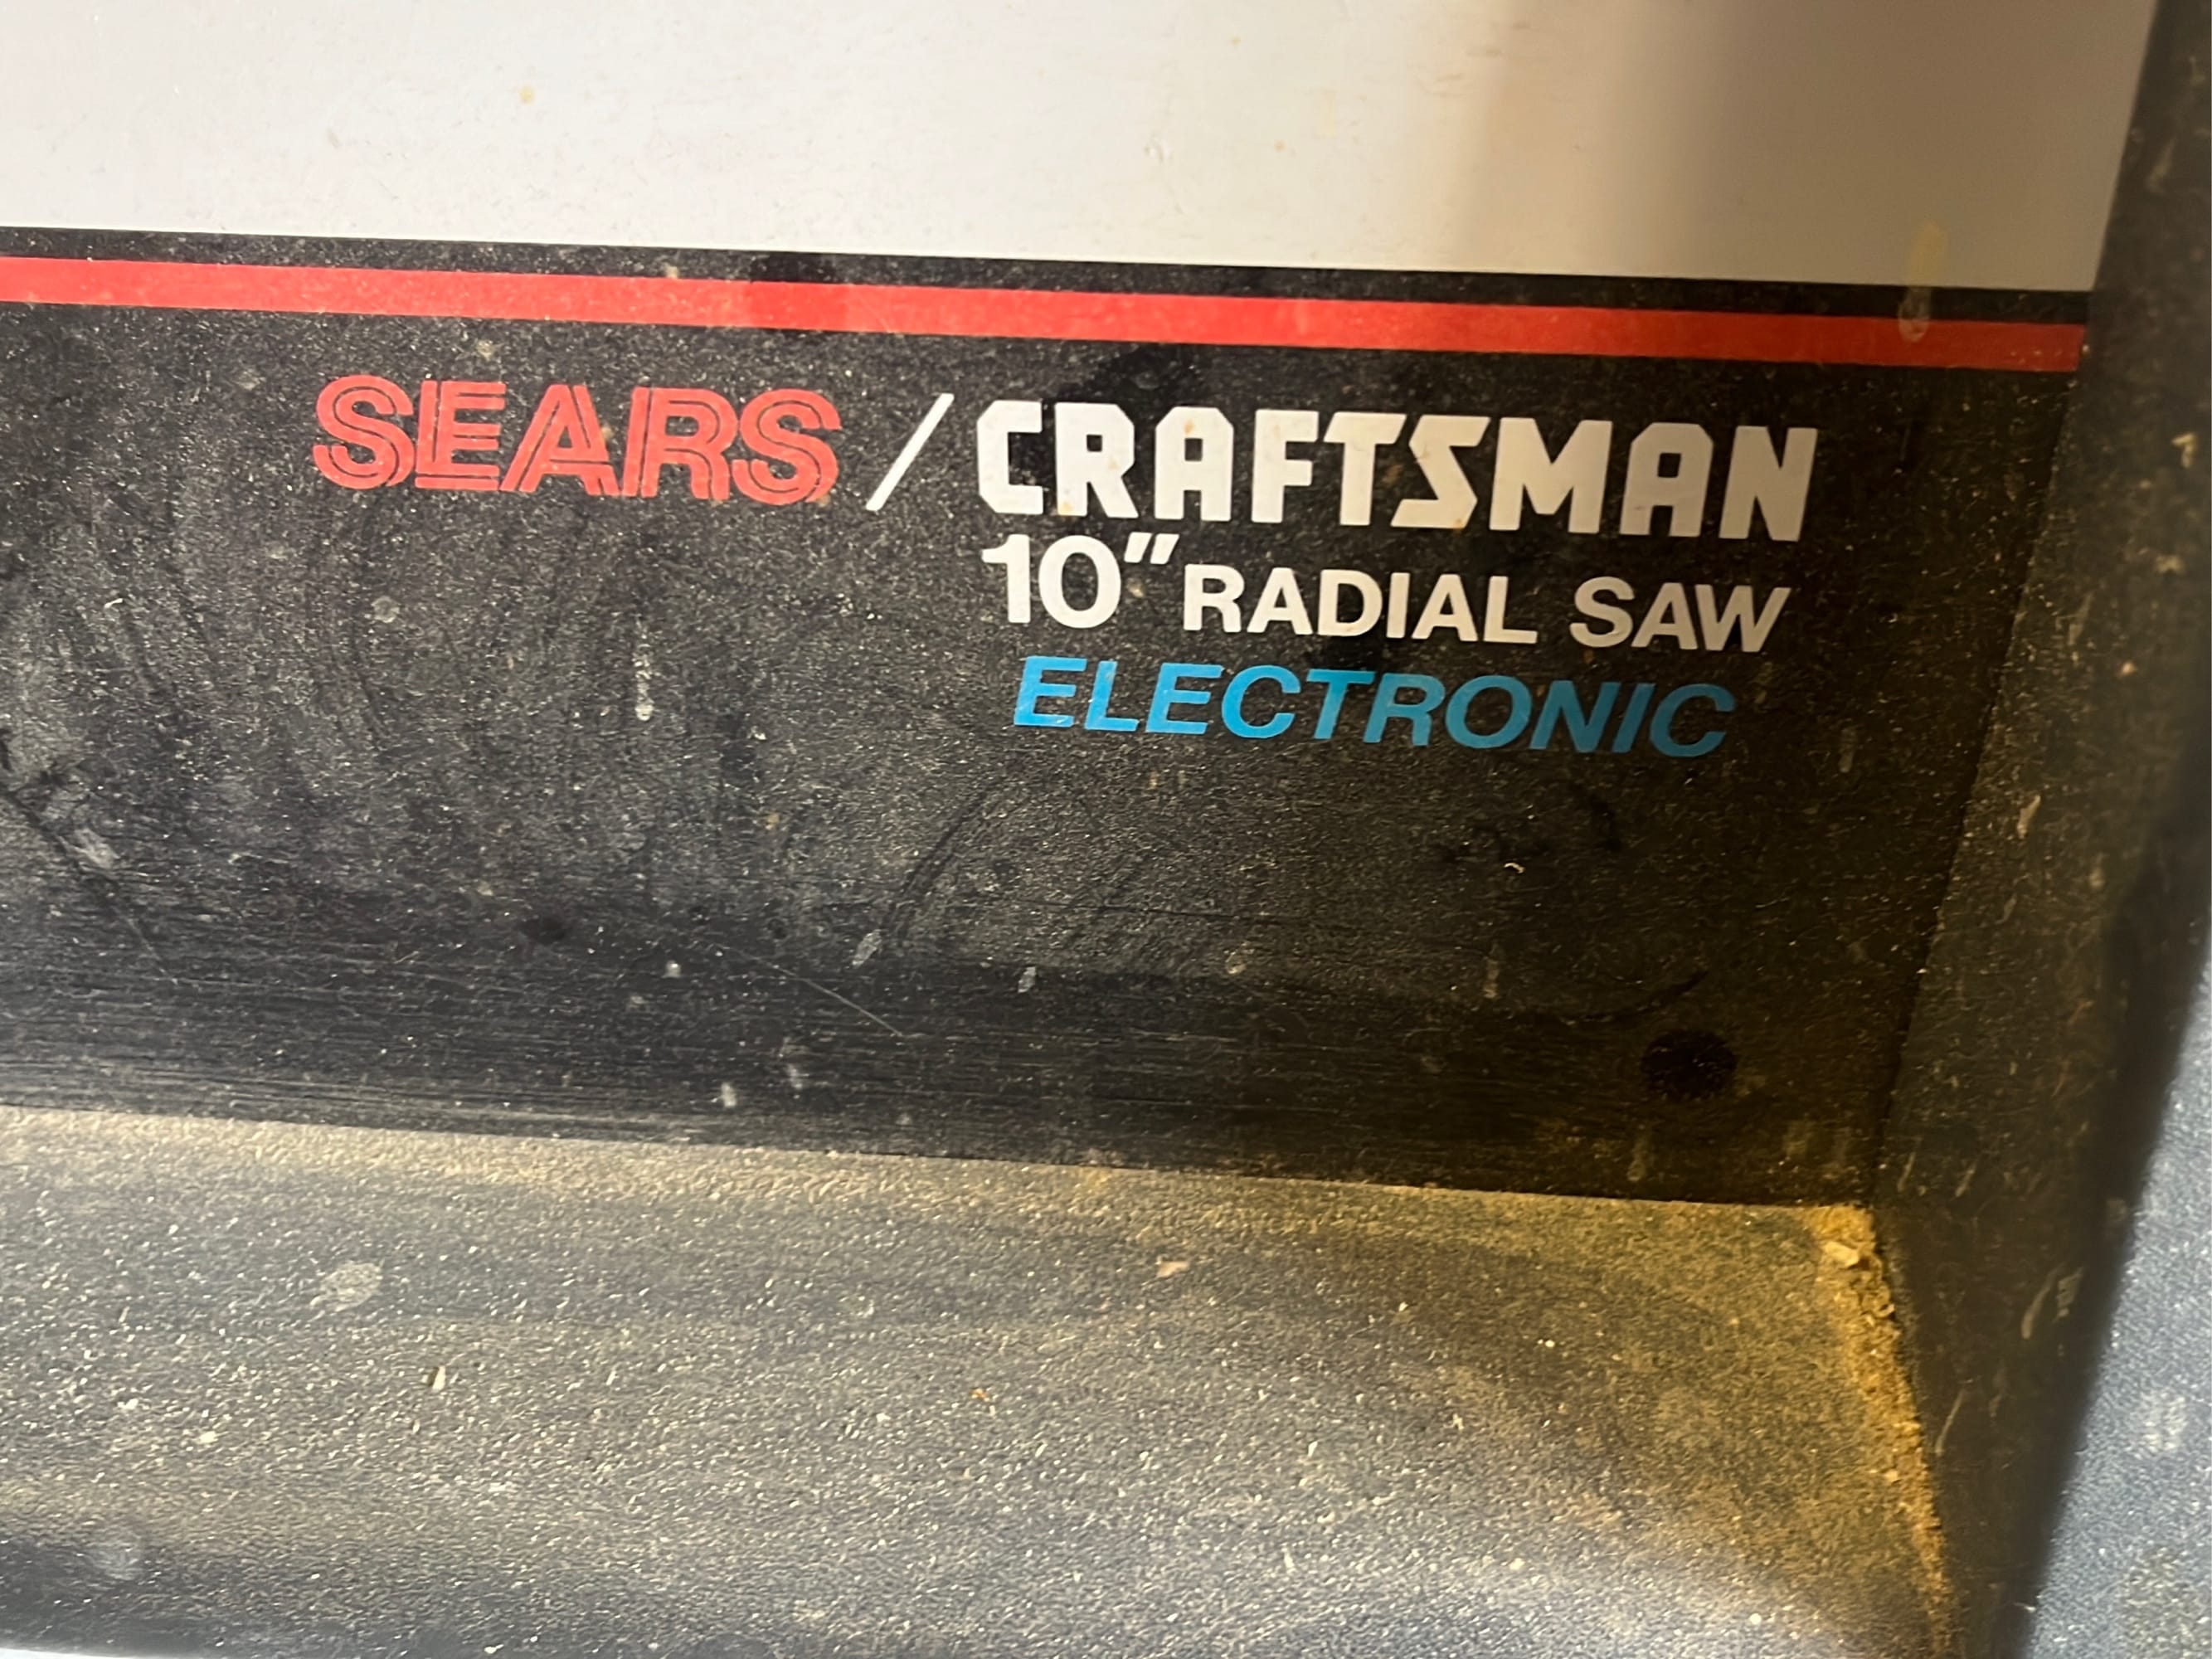 SEARS / CRAFTSMAN
10" RADIAL SAW
ELECTRONIC